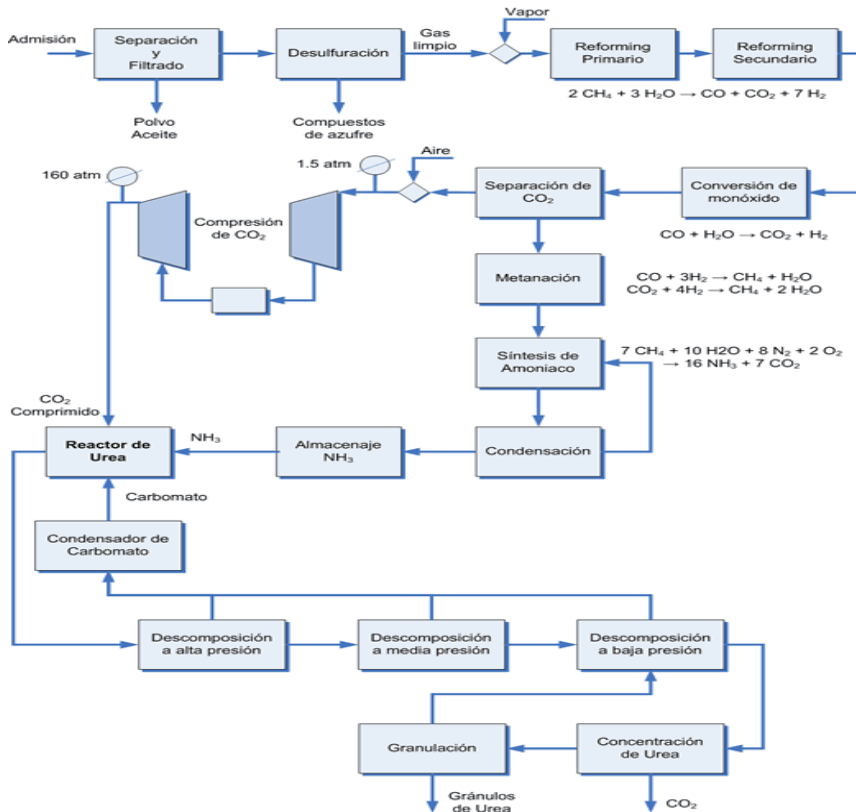 Admisión
Separación
y
Filtrado
Polvo
Aceite
Desulfuración
Compuestos
de azufre
Gas
limpio
Vapor
Reforming
Primario
Reforming
Secundario
2 CH₄ + 3 H₂O → CO + CO₂ + 7 H₂
160 atm
Compresión
de CO₂
1.5 atm
Aire
Separación de
CO₂
Conversión de
monóxido
CO + H₂O → CO₂ + H₂
Metanación
CO + 3H₂ → CH₄ + H₂O
CO₂ + 4H₂ → CH₄ + 2 H₂O
Síntesis de
Amoniaco
7 CH₄ + 10 H2O + 8 N₂ + 2 O₂
→ 16 NH₃ + 7 CO₂
CO₂
Comprimido
Reactor de
Urea
NH₃
Almacenaje
NH₃
Condensación
Carbomato
Condensador de
Carbomato
Descomposición
a alta presión
Descomposición
a media presión
Descomposición
a baja presión
Granulación
Concentración
de Urea
Gránulos
de Urea
CO₂